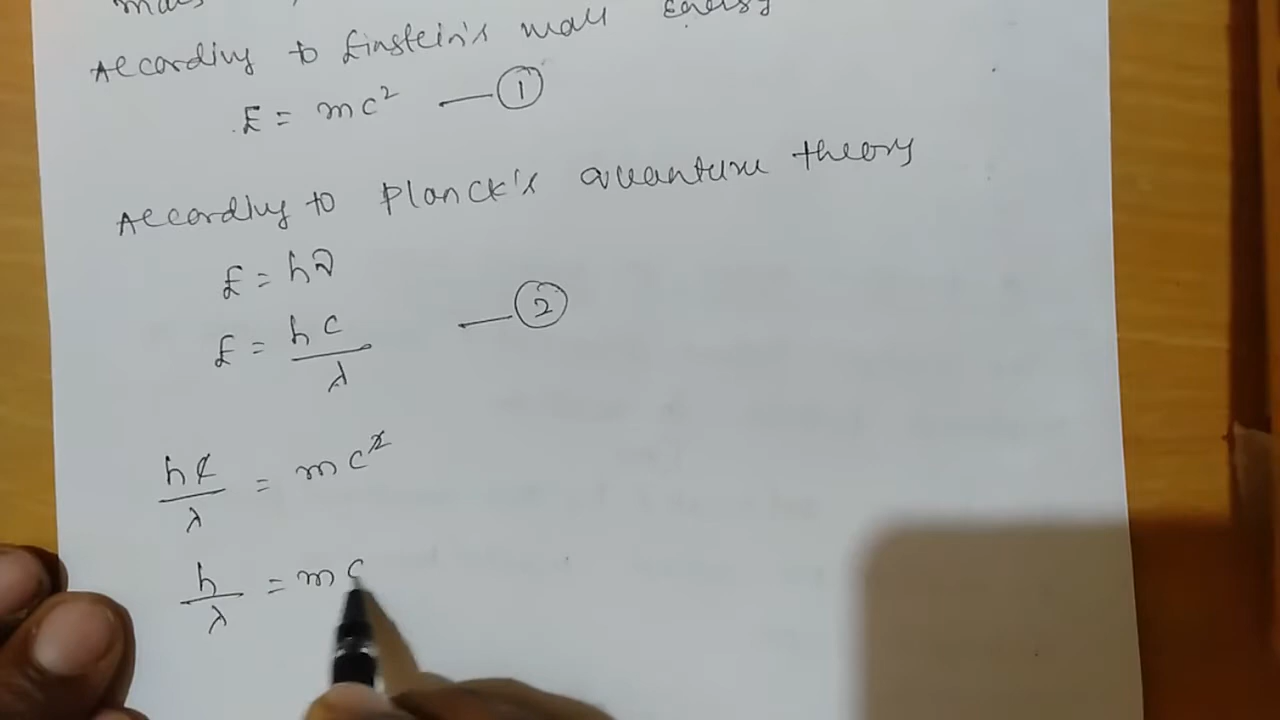 According to Einstein's mass Energy
E = mc² — ①
According to Planck's quantum theory
E = hν
E = hc/λ — ②
hc/λ = mc²
h/λ = mc